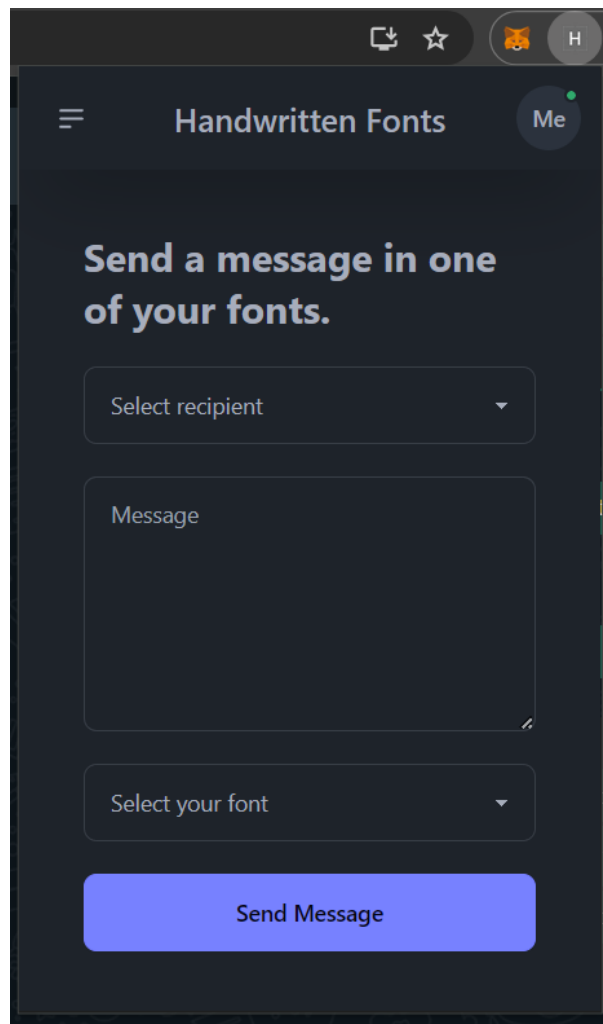 H
Handwritten Fonts
Me
Send a message in one
of your fonts.
Select recipient
Message
Select your font
Send Message